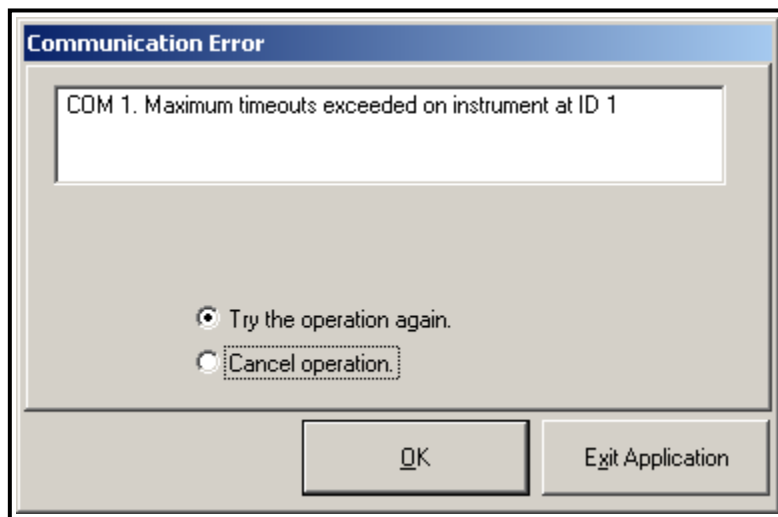 Communication Error
COM 1. Maximum timeouts exceeded on instrument at ID 1
Try the operation again.
Cancel operation.
OK
Exit Application